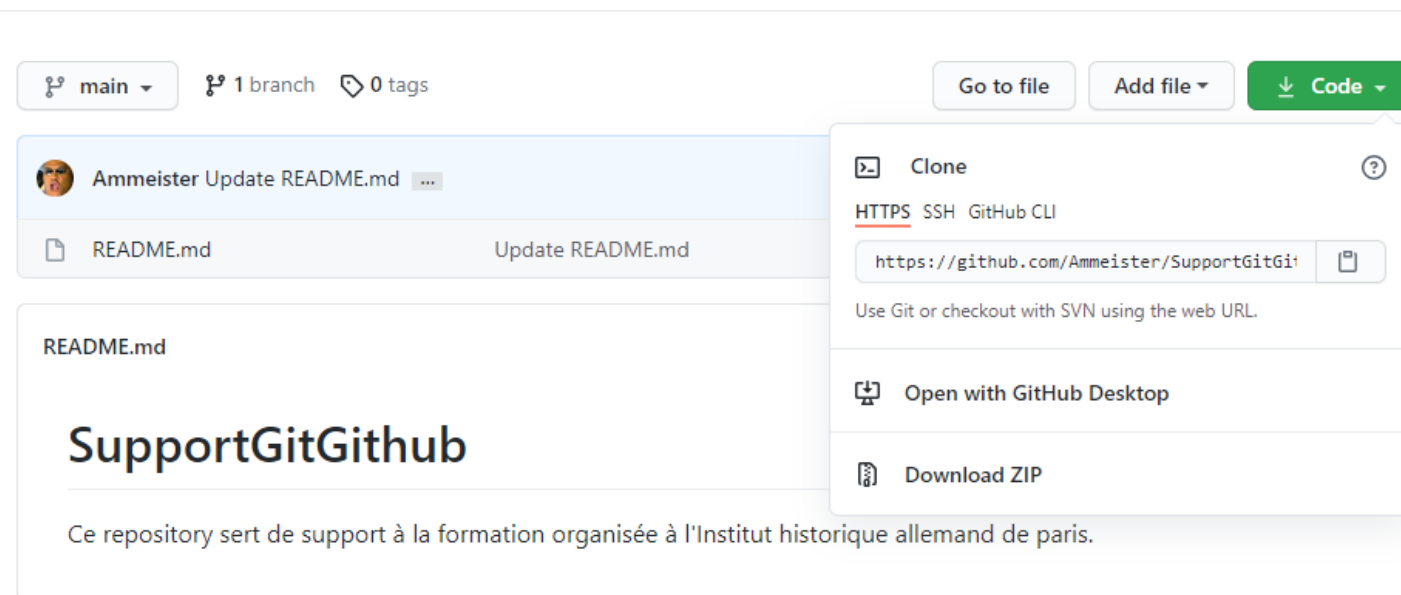 main 1 branch 0 tags Go to file Add file Code
Ammeister Update README.md ...
README.md Update README.md
Clone
HTTPS SSH GitHub CLI
https://github.com/Ammeister/SupportGitGit
Use Git or checkout with SVN using the web URL.
Open with GitHub Desktop
Download ZIP
README.md
SupportGitGithub
Ce repository sert de support à la formation organisée à l'Institut historique allemand de paris.